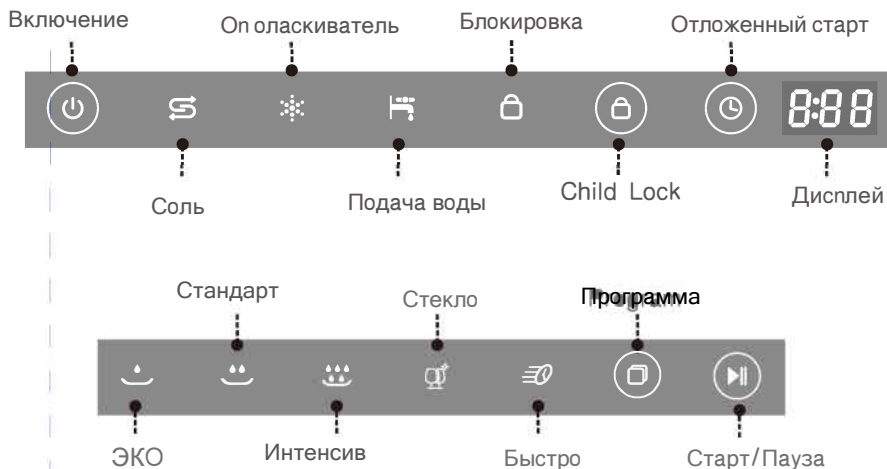 Включение
On оласкиватель
Блокировка
Отложенный старт
8:88
Соль
Подача воды
Child Lock
Дисплей
Стандарт
Стекло
Программа
ЭКО
Интенсив
Быстро
Старт/Пауза